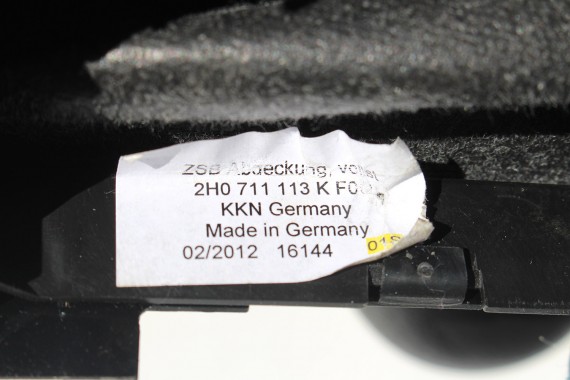 ZSB Abdeckung,
2H0 711 113 K
KKN Germany
Made in Germany
02/2012 16144